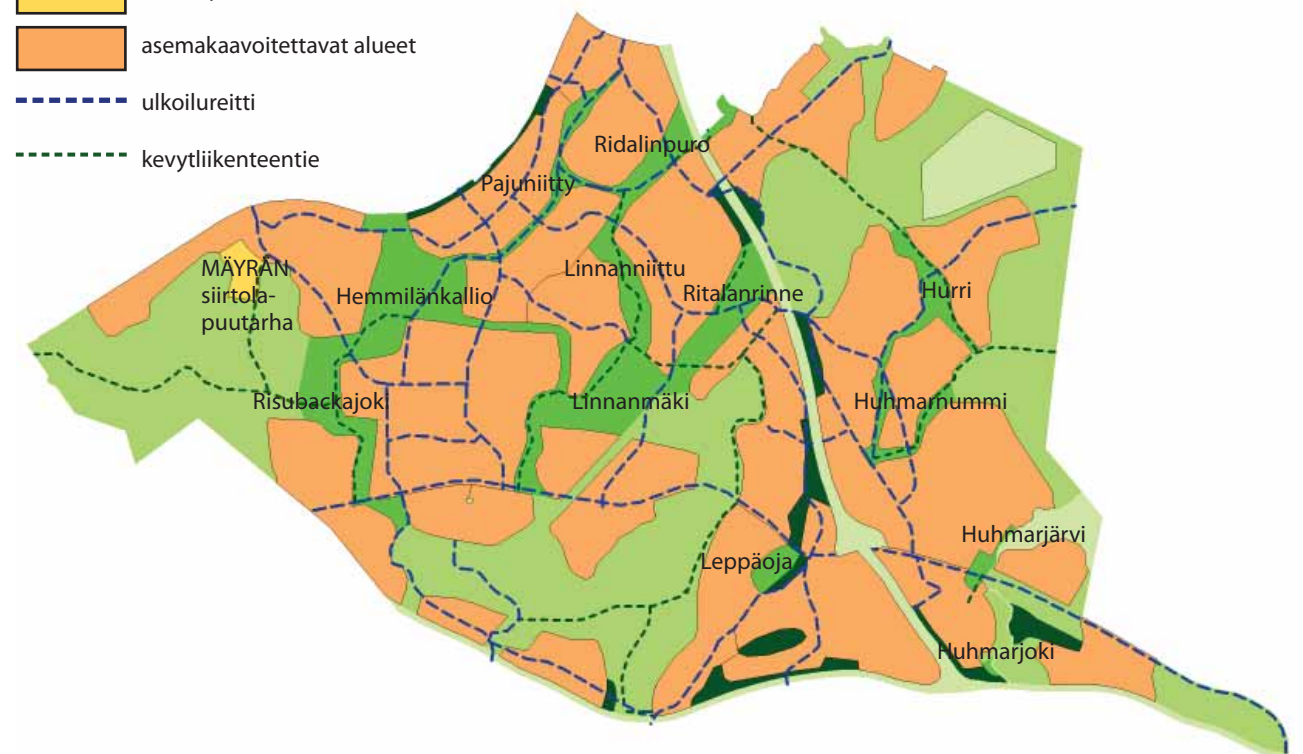 asemakaavoitettavat alueet
ulkoilureitti
kevytliikenteentie
Ridalinpuro
Pajuniitty
MÄYRÄN
siirtola-
puutarha
Hemmilänkallio
Linnanniittu
Ritalanrinne
Hurri
Risubackajoki
Linnanmäki
Huhmarnummi
Huhmarjärvi
Leppäoja
Huhmarjoki